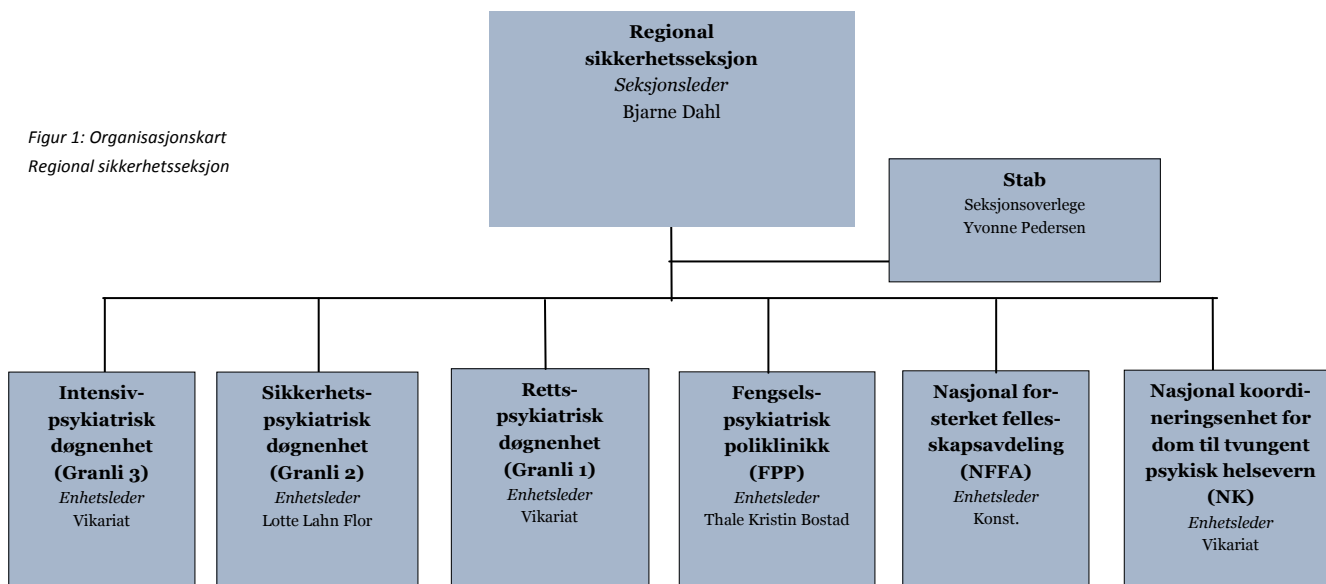 Regional
sikkerhetsseksjon
Seksjonsleder
Bjarne Dahl
Figur 1: Organisasjonskart
Regional sikkerhetsseksjon
Stab
Seksjonsoverlege
Yvonne Pedersen
Intensiv-
psykiatrisk
døgnenhet
(Granli 3)
Enhetsleder
Vikariat
Sikkerhets-
psykiatrisk
døgnenhet
(Granli 2)
Enhetsleder
Lotte Lahn Flor
Retts-
psykiatrisk
døgnenhet
(Granli 1)
Enhetsleder
Vikariat
Fengsels-
psykiatrisk
poliklinikk
(FPP)
Enhetsleder
Thale Kristin Bostad
Nasjonal for-
sterket felles-
skapsavdeling
(NFFA)
Enhetsleder
Konst.
Nasjonal koordi-
neringsenhet for
dom til tvungent
psykisk helsevern
(NK)
Enhetsleder
Vikariat